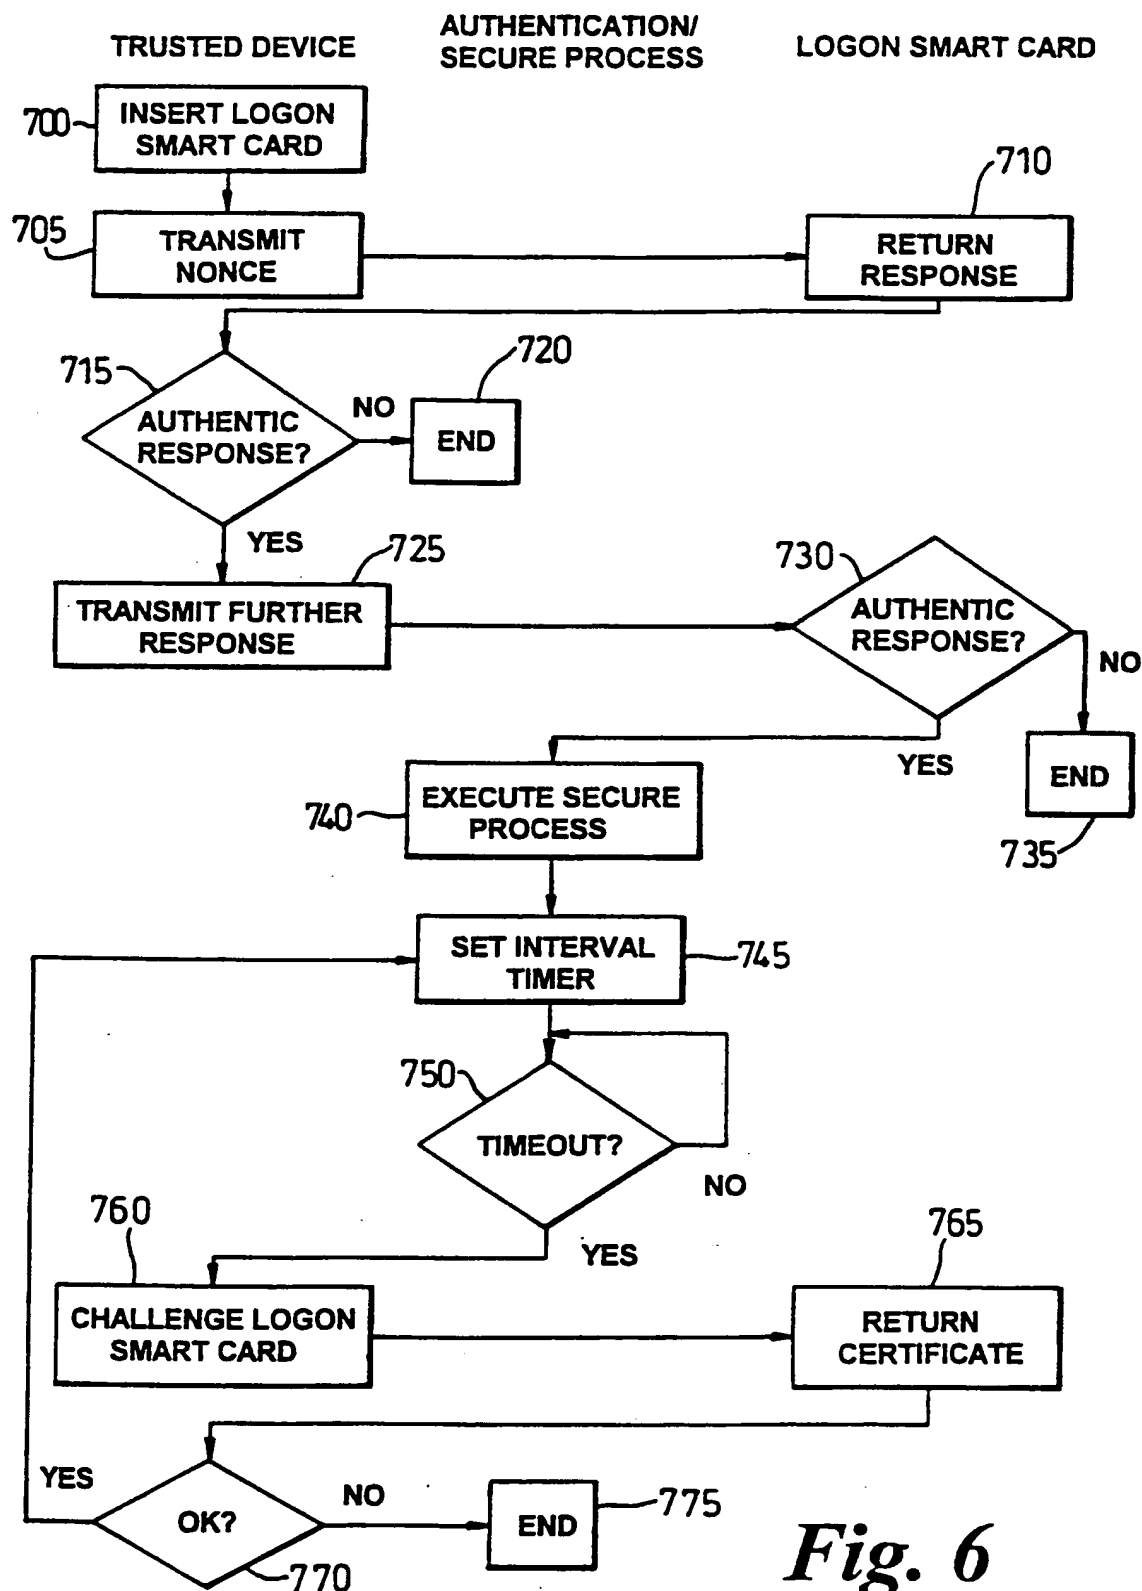 TRUSTED DEVICE
AUTHENTICATION/
SECURE PROCESS
LOGON SMART CARD
700
INSERT LOGON
SMART CARD
705
TRANSMIT
NONCE
710
RETURN
RESPONSE
715
AUTHENTIC
RESPONSE?
NO
720
END
YES
725
TRANSMIT FURTHER
RESPONSE
730
AUTHENTIC
RESPONSE?
NO
YES
END
735
740
EXECUTE SECURE
PROCESS
SET INTERVAL
TIMER
745
750
TIMEOUT?
NO
YES
760
CHALLENGE LOGON
SMART CARD
765
RETURN
CERTIFICATE
YES
OK?
NO
END
775
770
Fig. 6